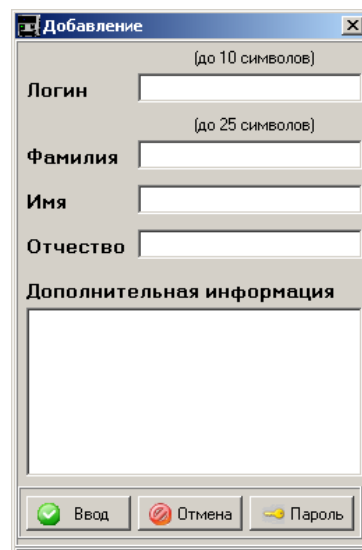 Добавление
(до 10 символов)
Логин
(до 25 символов)
Фамилия
Имя
Отчество
Дополнительная информация
Ввод Отмена Пароль